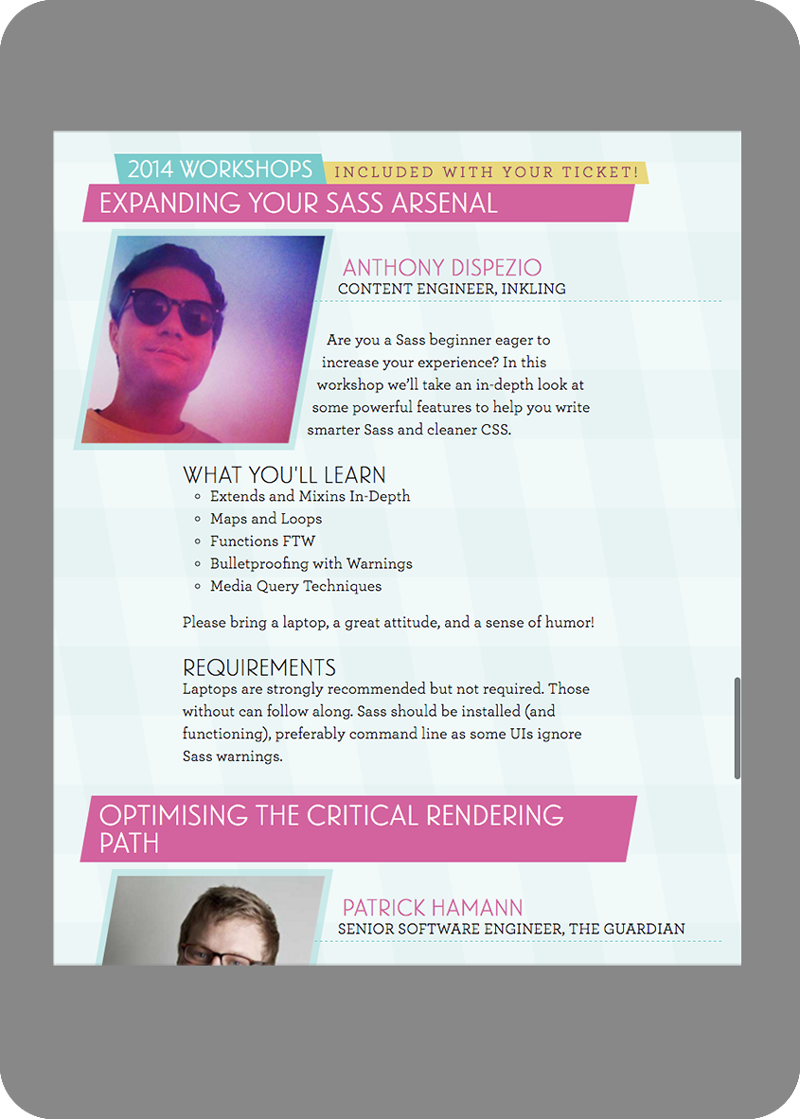 2014 WORKSHOPS INCLUDED WITH YOUR TICKET!
EXPANDING YOUR SASS ARSENAL
ANTHONY DISPEZIO
CONTENT ENGINEER, INKLING
Are you a Sass beginner eager to
increase your experience? In this
workshop we'll take an in-depth look at
some powerful features to help you write
smarter Sass and cleaner CSS.
WHAT YOU'LL LEARN
Extends and Mixins In-Depth
Maps and Loops
Functions FTW
Bulletproofing with Warnings
Media Query Techniques
Please bring a laptop, a great attitude, and a sense of humor!
REQUIREMENTS
Laptops are strongly recommended but not required. Those
without can follow along. Sass should be installed (and
functioning), preferably command line as some UIs ignore
Sass warnings.
OPTIMISING THE CRITICAL RENDERING
PATH
PATRICK HAMANN
SENIOR SOFTWARE ENGINEER, THE GUARDIAN